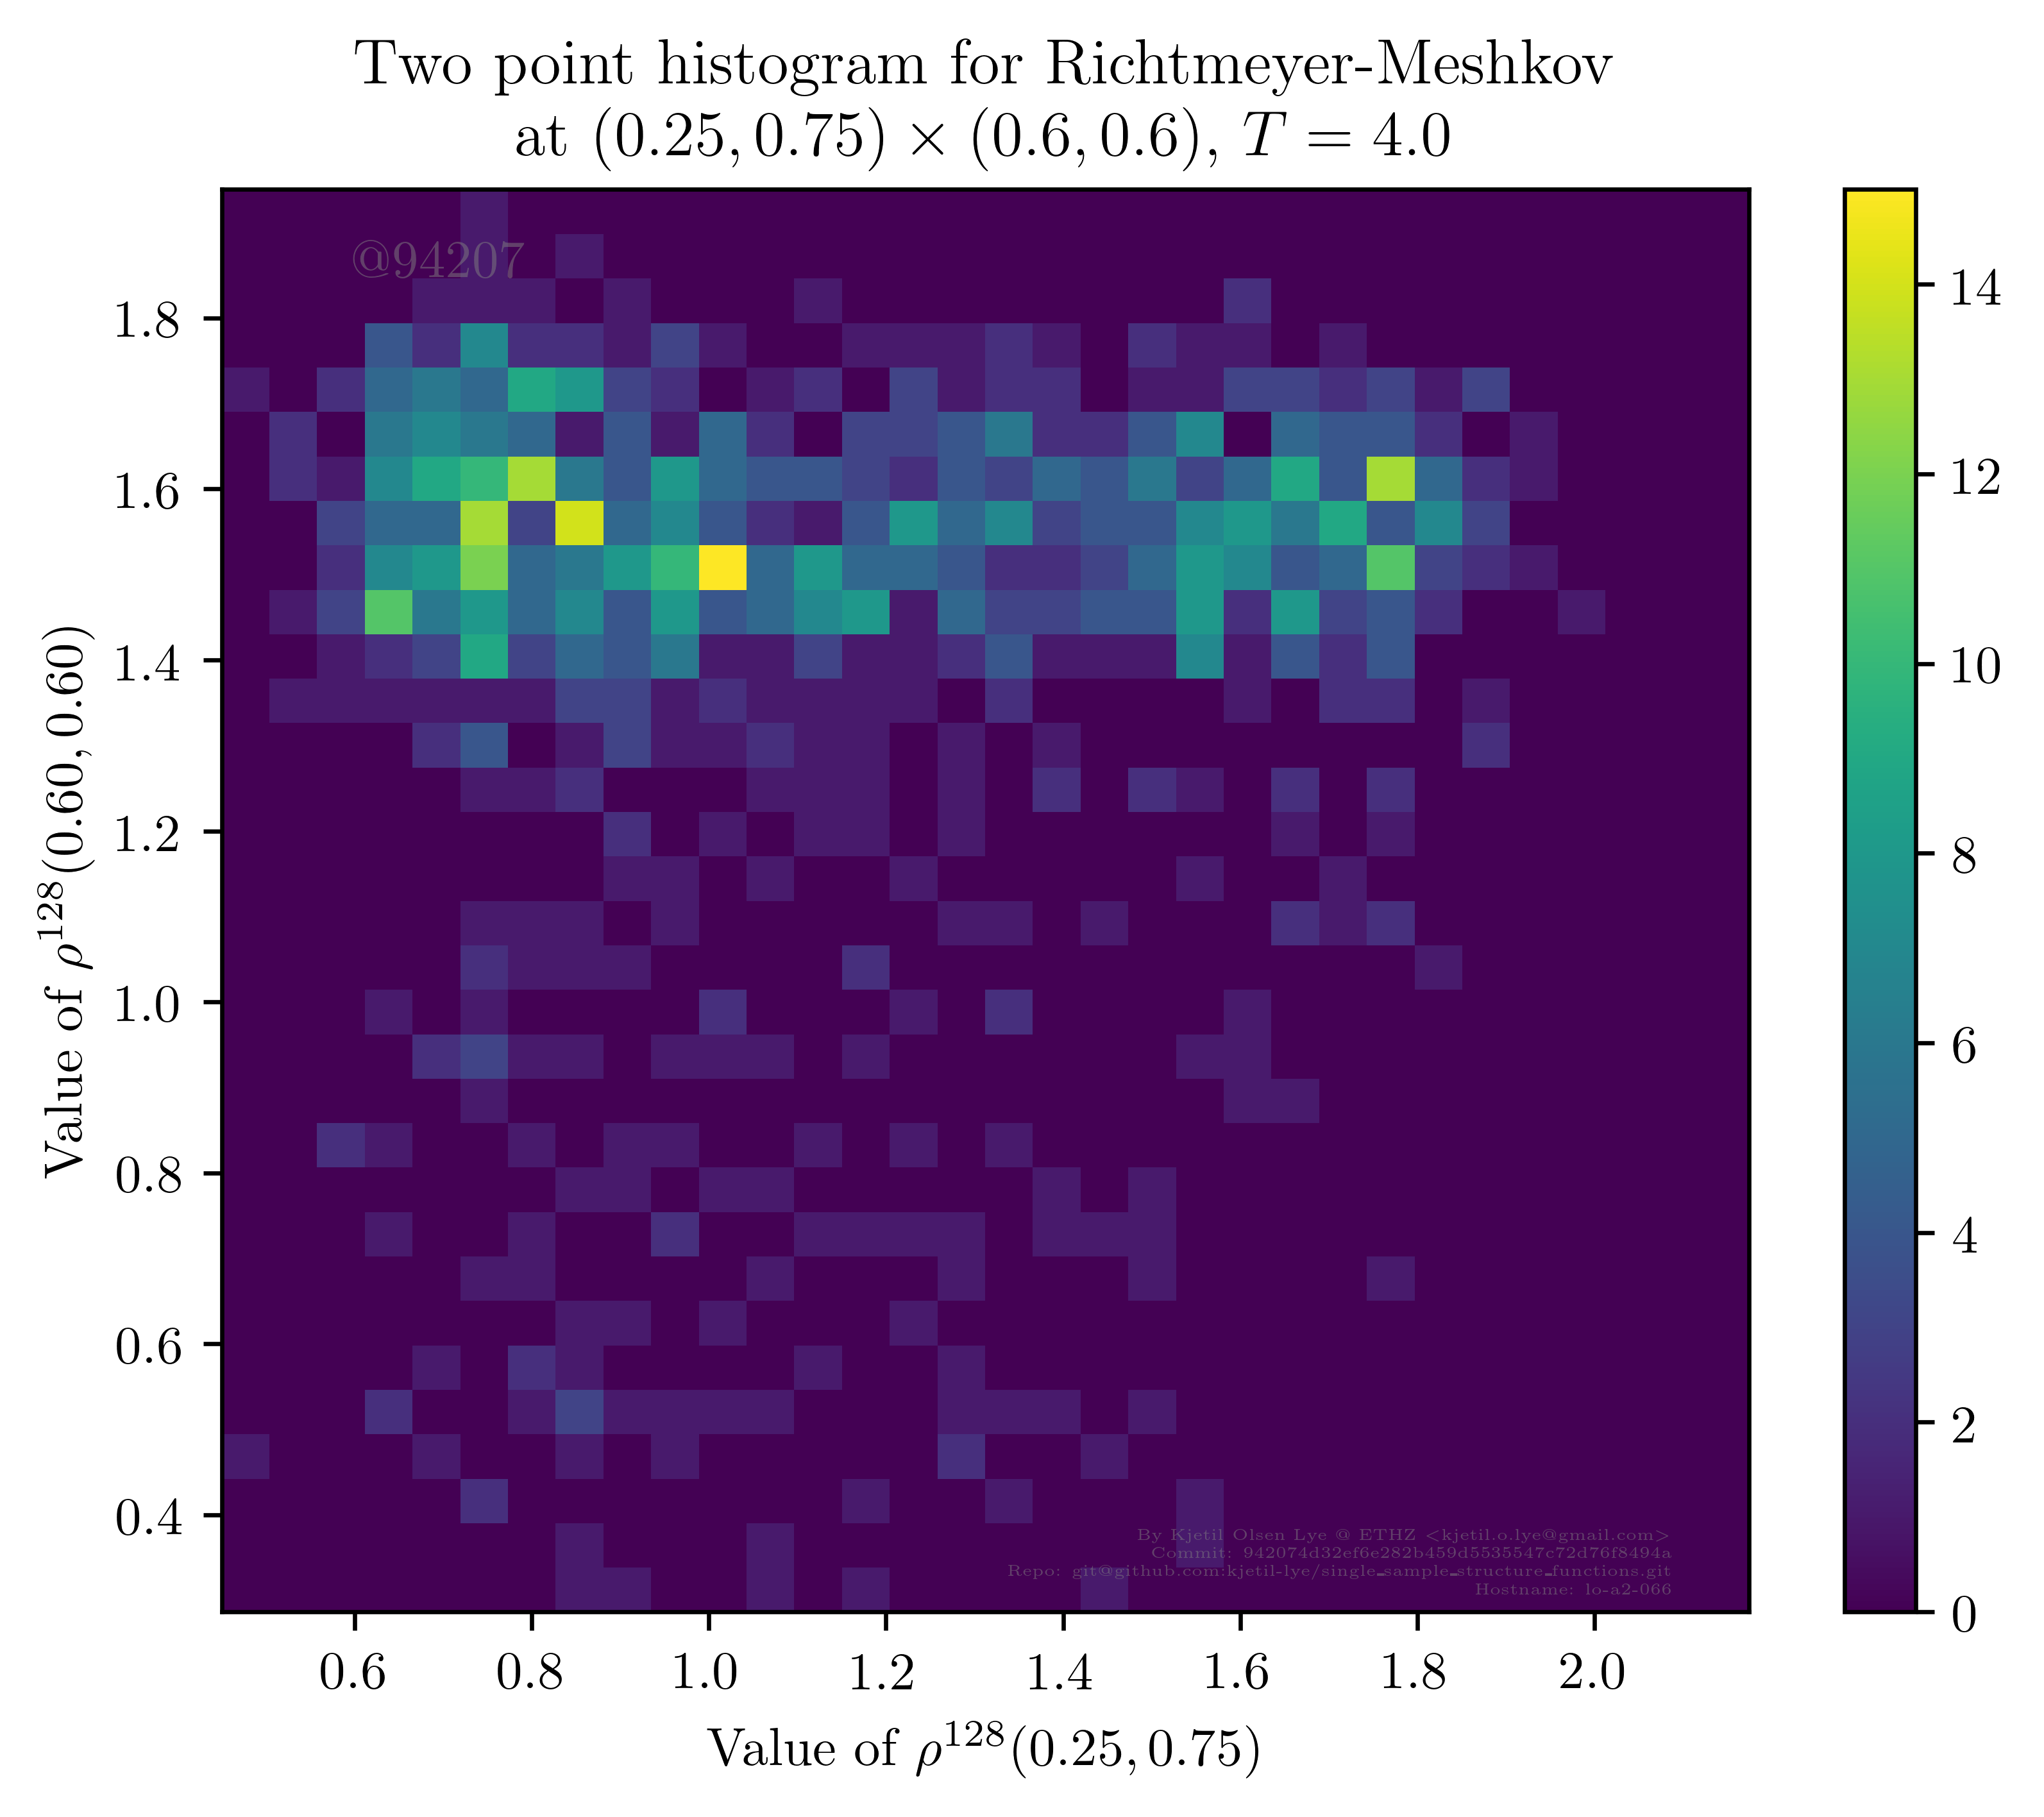 Two point histogram for Richtmeyer-Meshkov
at (0.25, 0.75) × (0.6, 0.6), T = 4.0
@94207
1.8
1.6
1.4
1.2
1.0
0.8
0.6
0.4
Value of ρ^128(0.60, 0.60)
14
12
10
8
6
4
2
0
By Kjetil Olsen Lye @ ETHZ <kjetil.o.lye@gmail.com>
Commit: 942074d32ef6e282b459d5535547c72d76f8494a
Repo: git@github.com:kjetil-lye/single_sample_structure_functions.git
Hostname: lo-a2-066
0.6 0.8 1.0 1.2 1.4 1.6 1.8 2.0
Value of ρ^128(0.25, 0.75)